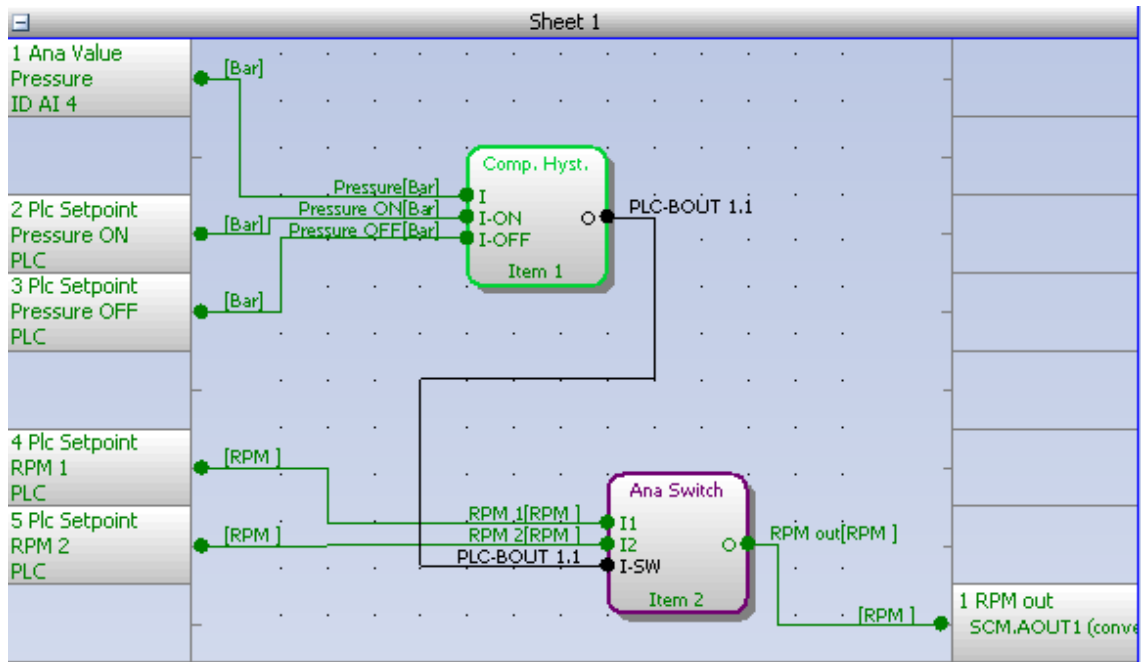 Sheet 1
1 Ana Value
Pressure
ID AI 4
[Bar]
2 Plc Setpoint
Pressure ON
PLC
[Bar]
3 Plc Setpoint
Pressure OFF
PLC
[Bar]
Comp. Hyst.
Pressure[Bar]
I
Pressure ON[Bar]
I-ON
O
PLC-BOUT 1.1
Pressure OFF[Bar]
I-OFF
Item 1
4 Plc Setpoint
RPM 1
PLC
[RPM ]
5 Plc Setpoint
RPM 2
PLC
[RPM ]
Ana Switch
RPM 1[RPM ]
I1
RPM 2[RPM ]
I2
O
RPM out[RPM ]
PLC-BOUT 1.1
I-SW
Item 2
[RPM ]
1 RPM out
SCM.AOUT1 (conve